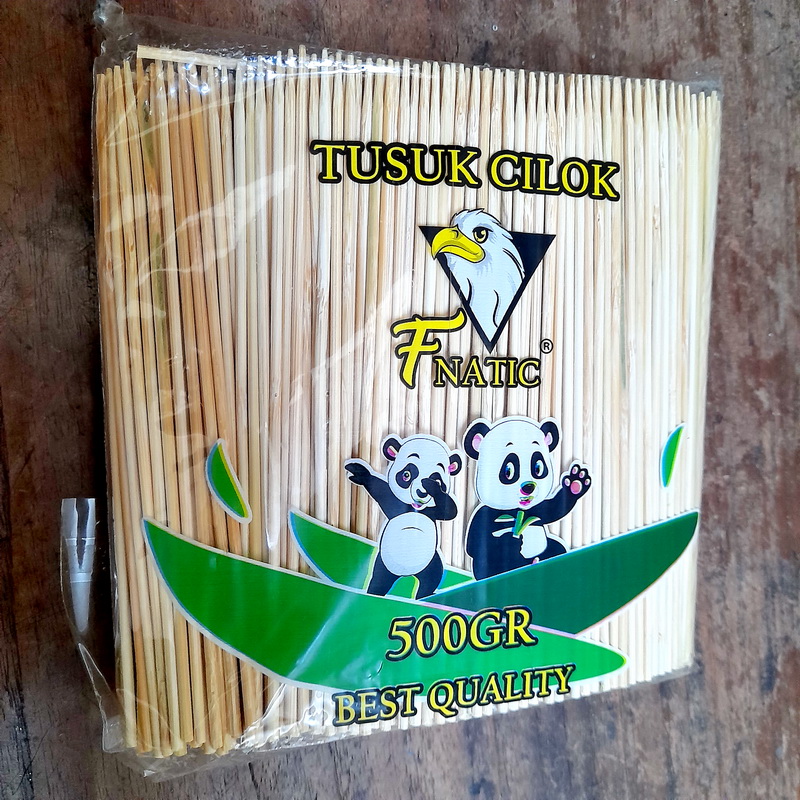 TUSUK CILOK
FNATIC®
500GR
BEST QUALITY